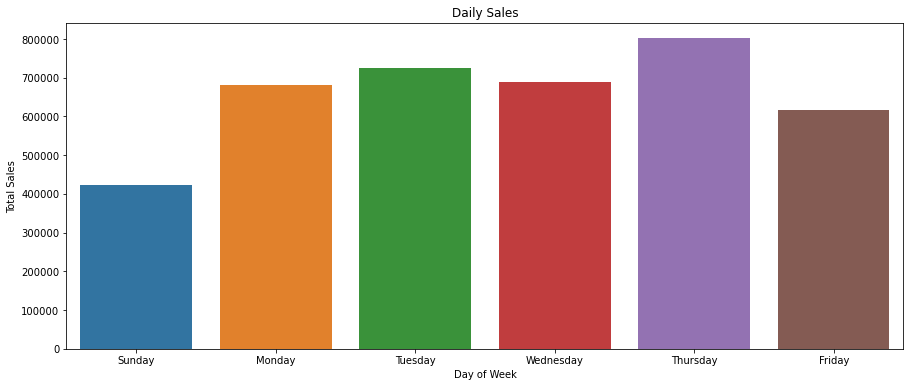 Daily Sales
800000
700000
600000
500000
400000
300000
200000
100000
0
Total Sales
Sunday Monday Tuesday Wednesday Thursday Friday
Day of Week